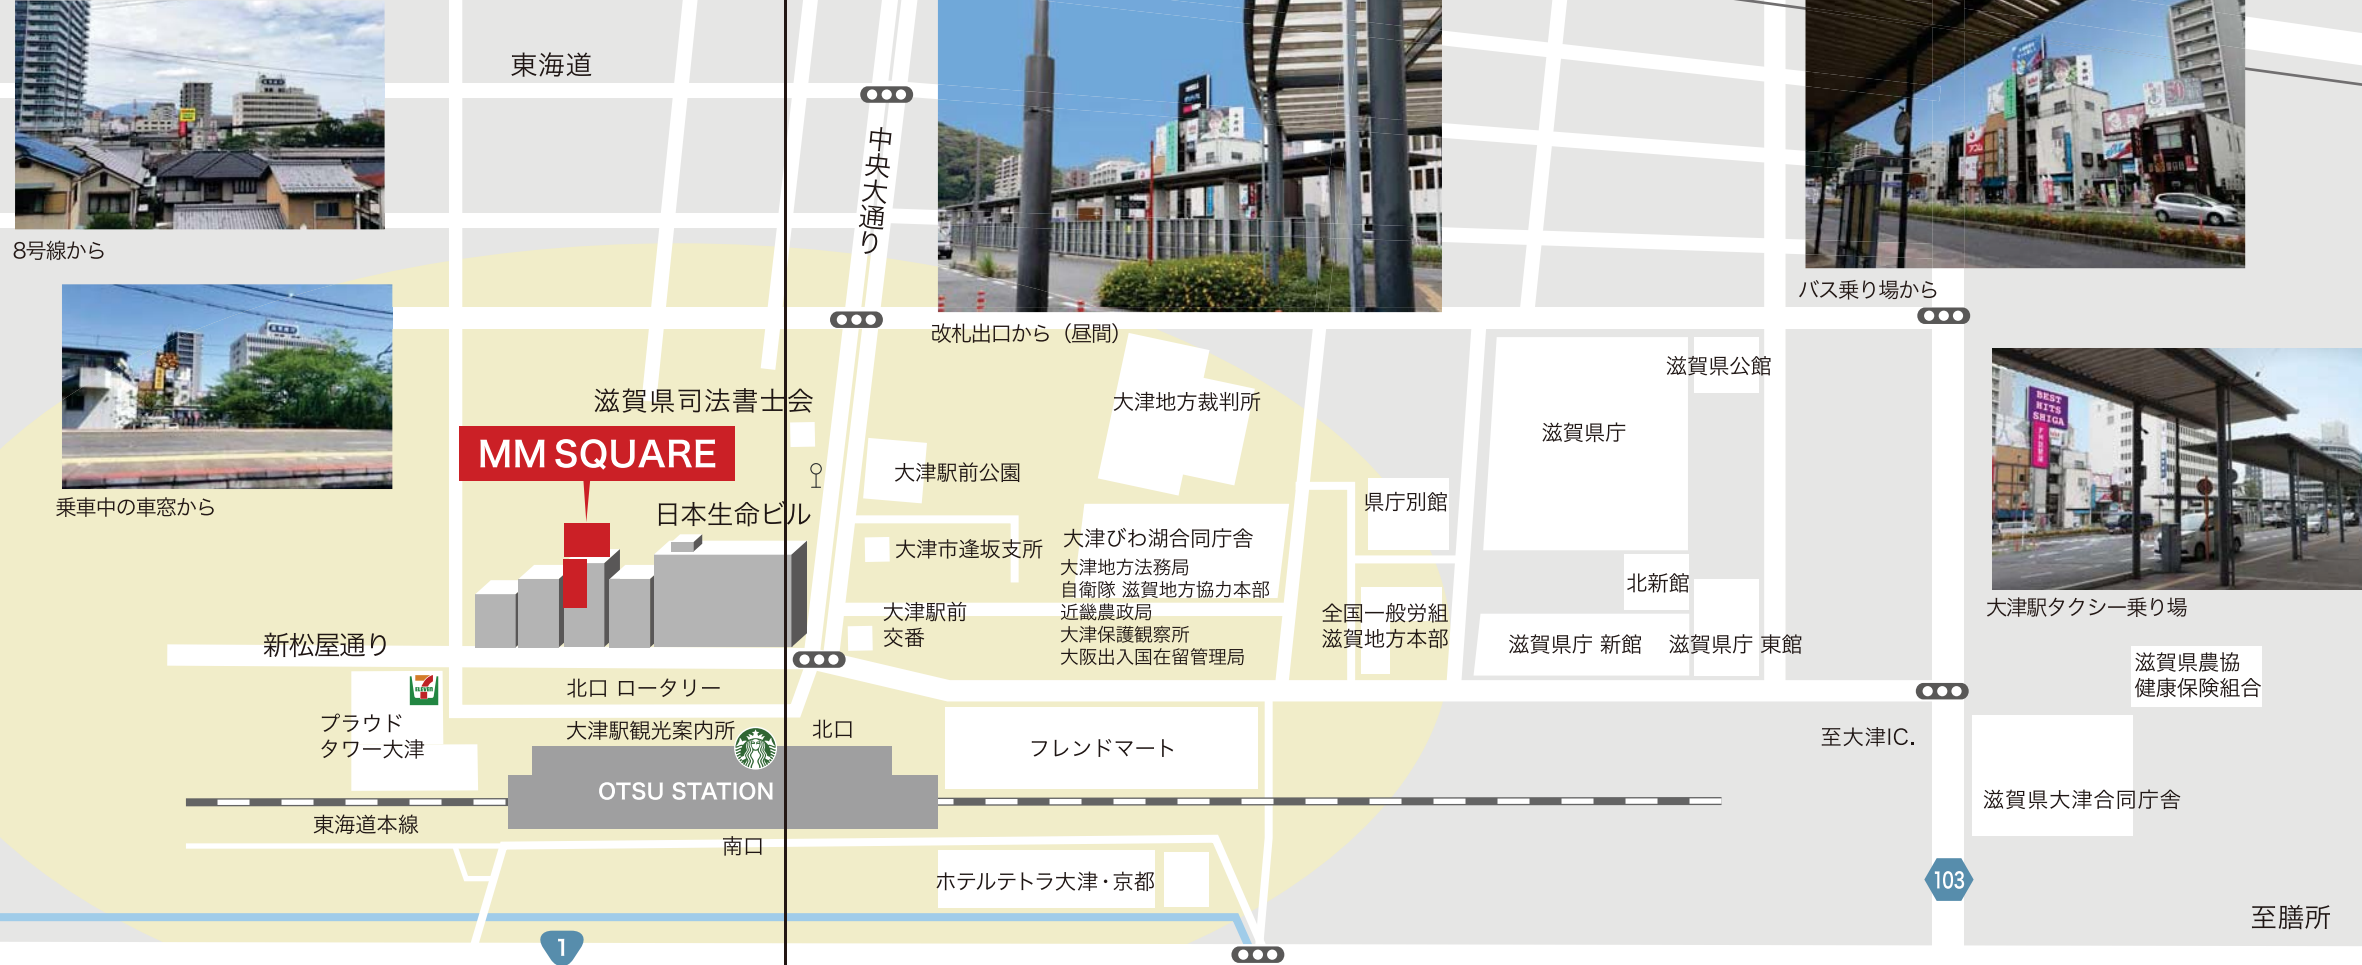 東海道
中央大通り
8号線から
改札出口から（昼間）
バス乗り場から
乗車中の車窓から
滋賀県司法書士会
MM SQUARE
日本生命ビル
大津駅前公園
大津市逢坂支所
大津駅前
交番
大津地方裁判所
大津びわ湖合同庁舎
大津地方法務局
自衛隊 滋賀地方協力本部
近畿農政局
大津保護観察所
大阪出入国在留管理局
滋賀県公館
滋賀県庁
県庁別館
北新館
全国一般労組
滋賀地方本部
滋賀県庁 新館
滋賀県庁 東館
BEST
HITS
SHIGA
大津駅タクシー乗り場
滋賀県農協
健康保険組合
新松屋通り
7
ELEVEN
プラウド
タワー大津
北口 ロータリー
大津駅観光案内所
北口
OTSU STATION
フレンドマート
至大津IC.
滋賀県大津合同庁舎
東海道本線
南口
ホテルテトラ大津・京都
103
至膳所
1